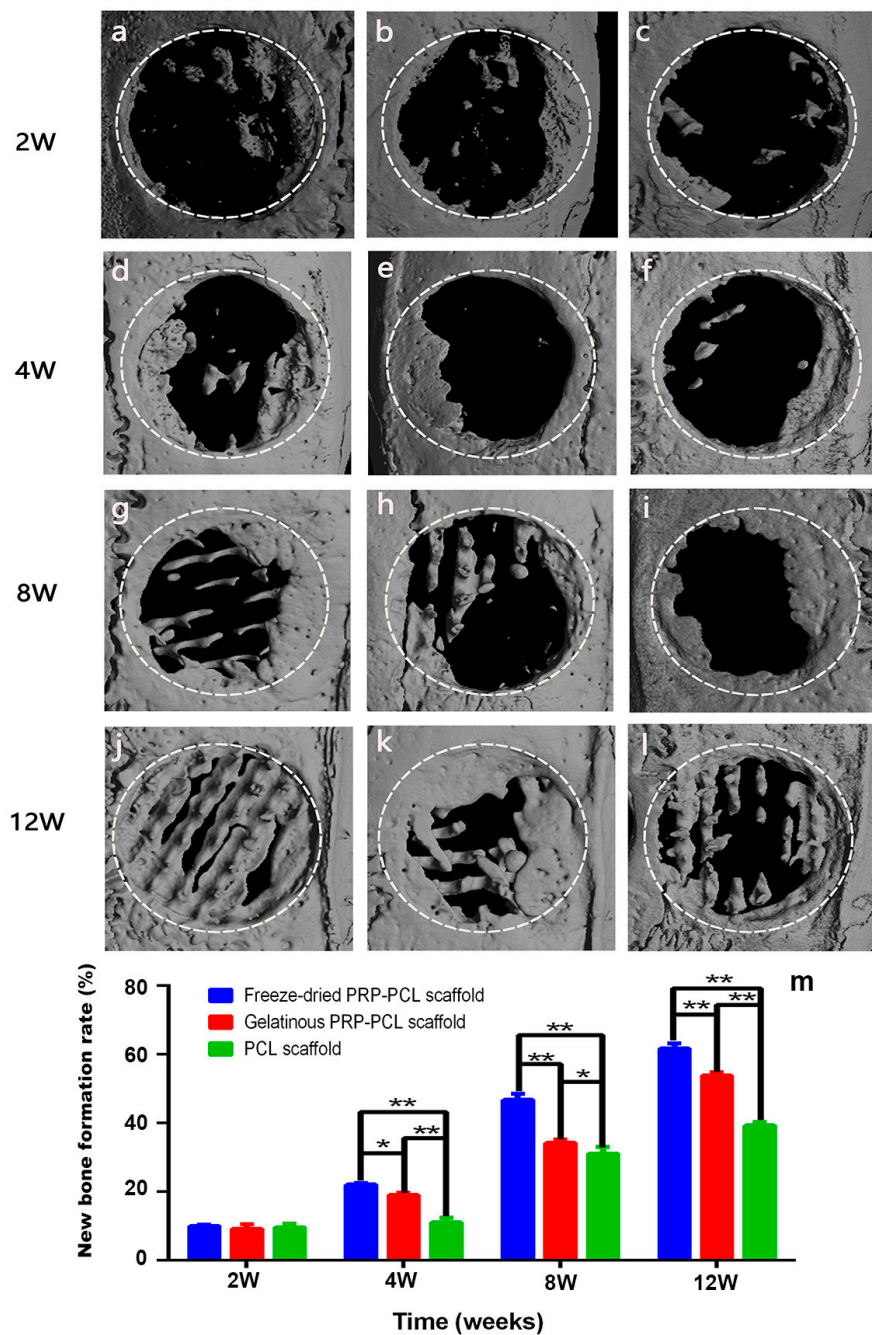 a b c
2W
d e f
4W
g h i
8W
j k l
12W
m
New bone formation rate (%)
80
60
40
20
0
Freeze-dried PRP-PCL scaffold
Gelatinous PRP-PCL scaffold
PCL scaffold
** * **
** ** *
** ** **
2W 4W 8W 12W
Time (weeks)